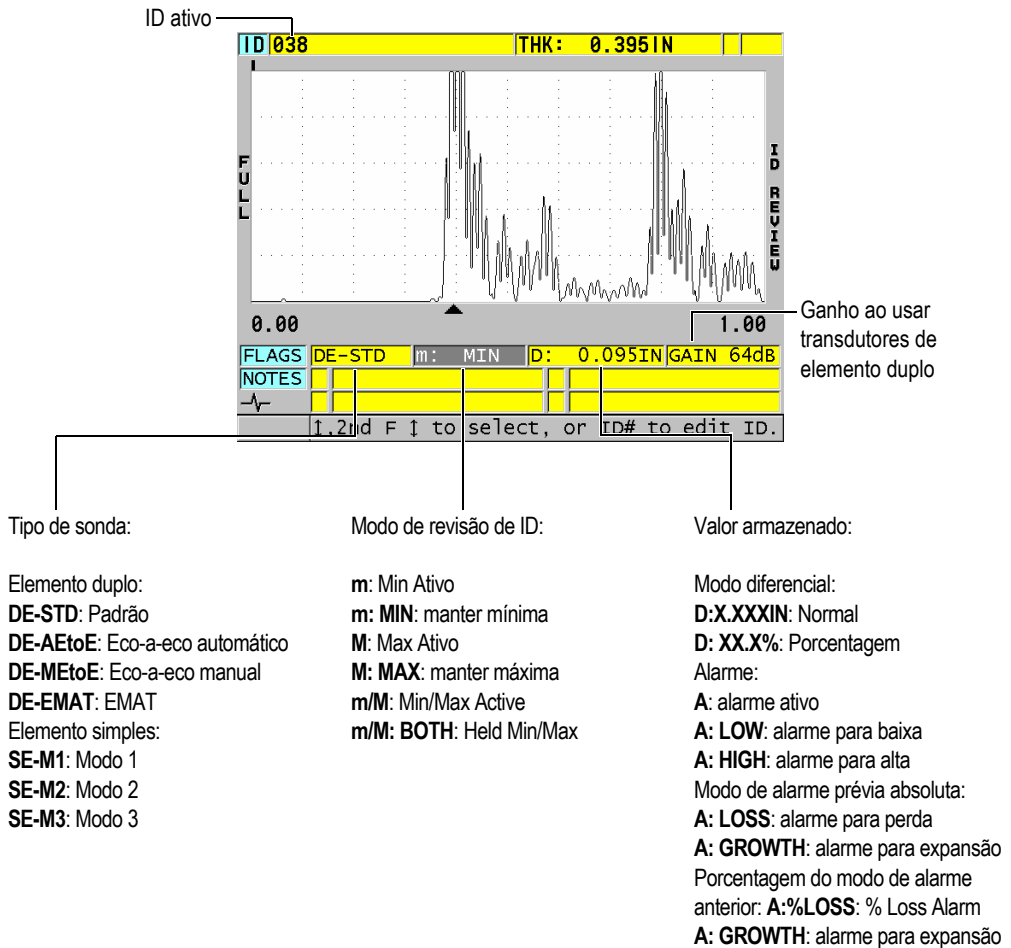 ID ativo
ID 038 THK: 0.395IN
FULL
ID REVIEW
0.00 1.00
Ganho ao usar
transdutores de
elemento duplo
FLAGS DE-STD m: MIN D: 0.095IN GAIN 64dB
NOTES
↕,2nd F ↕ to select, or ID# to edit ID.
Tipo de sonda:
Elemento duplo:
DE-STD: Padrão
DE-AEtoE: Eco-a-eco automático
DE-MEtoE: Eco-a-eco manual
DE-EMAT: EMAT
Elemento simples:
SE-M1: Modo 1
SE-M2: Modo 2
SE-M3: Modo 3
Modo de revisão de ID:
m: Min Ativo
m: MIN: manter mínima
M: Max Ativo
M: MAX: manter máxima
m/M: Min/Max Active
m/M: BOTH: Held Min/Max
Valor armazenado:
Modo diferencial:
D:X.XXXIN: Normal
D: XX.X%: Porcentagem
Alarme:
A: alarme ativo
A: LOW: alarme para baixa
A: HIGH: alarme para alta
Modo de alarme prévia absoluta:
A: LOSS: alarme para perda
A: GROWTH: alarme para expansão
Porcentagem do modo de alarme
anterior: A:%LOSS: % Loss Alarm
A: GROWTH: alarme para expansão